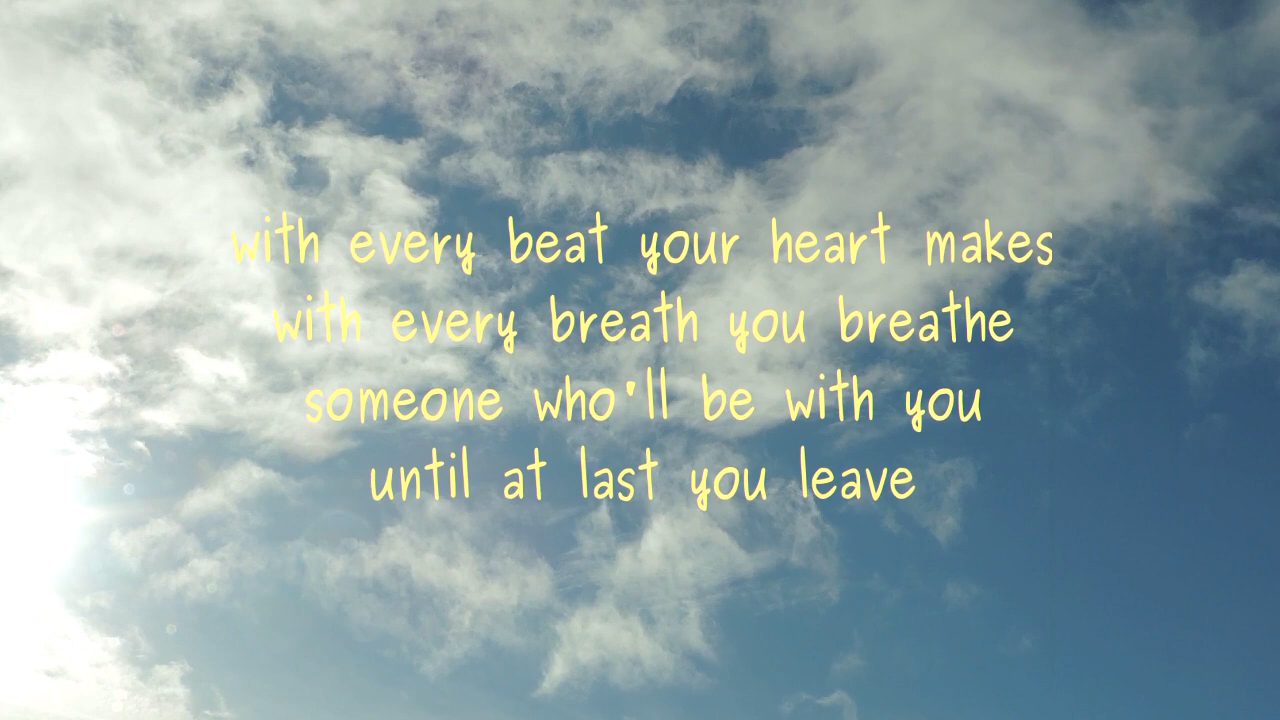 with every beat your heart makes
with every breath you breathe
someone who'll be with you
until at last you leave